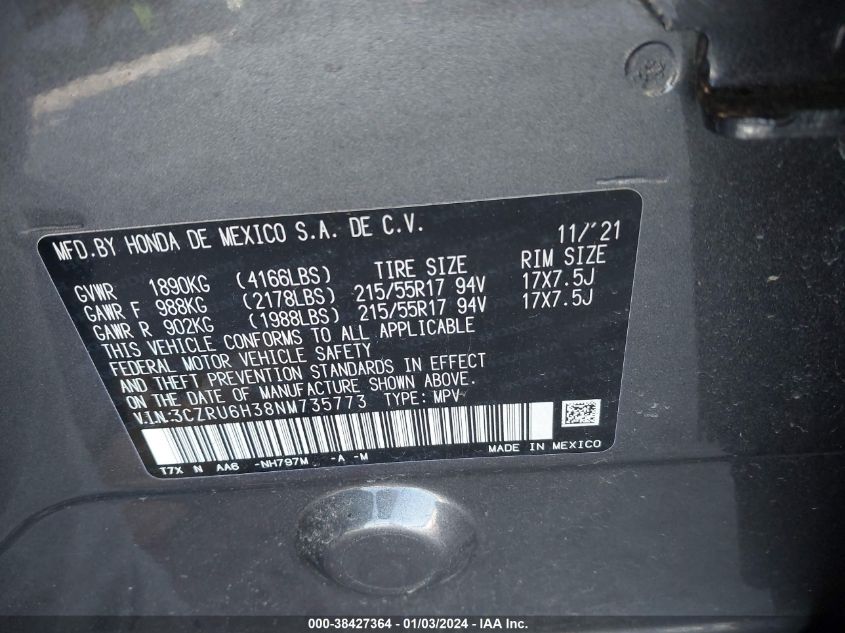 MFD.BY HONDA DE MEXICO S.A. DE C.V. 11/'21
GVWR 1890KG (4166LBS) TIRE SIZE RIM SIZE
GAWR F 988KG (2178LBS) 215/55R17 94V 17X7.5J
GAWR R 902KG (1988LBS) 215/55R17 94V 17X7.5J
THIS VEHICLE CONFORMS TO ALL APPLICABLE
FEDERAL MOTOR VEHICLE SAFETY
AND THEFT PREVENTION STANDARDS IN EFFECT
ON THE DATE OF MANUFACTURE SHOWN ABOVE.
V.I.N:3CZRU6H38NM735773 TYPE: MPV
T7X N AA6 -NH797M -A -M MADE IN MEXICO
000-38427364 - 01/03/2024 - IAA Inc.